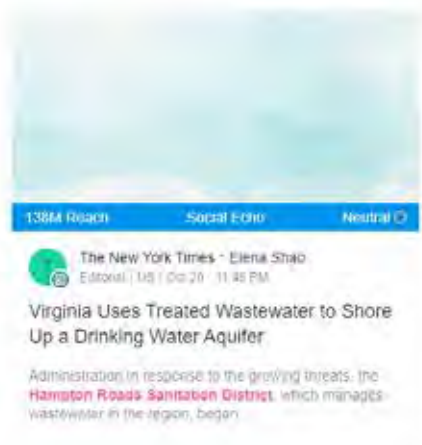 138M Reach Social Echo Neutral
The New York Times - Elena Shao
Editorial | US | Oct 20 - 11:45 PM
Virginia Uses Treated Wastewater to Shore
Up a Drinking Water Aquifer
Administration in response to the growing threats, the
Hampton Roads Sanitation District, which manages
wastewater in the region, began